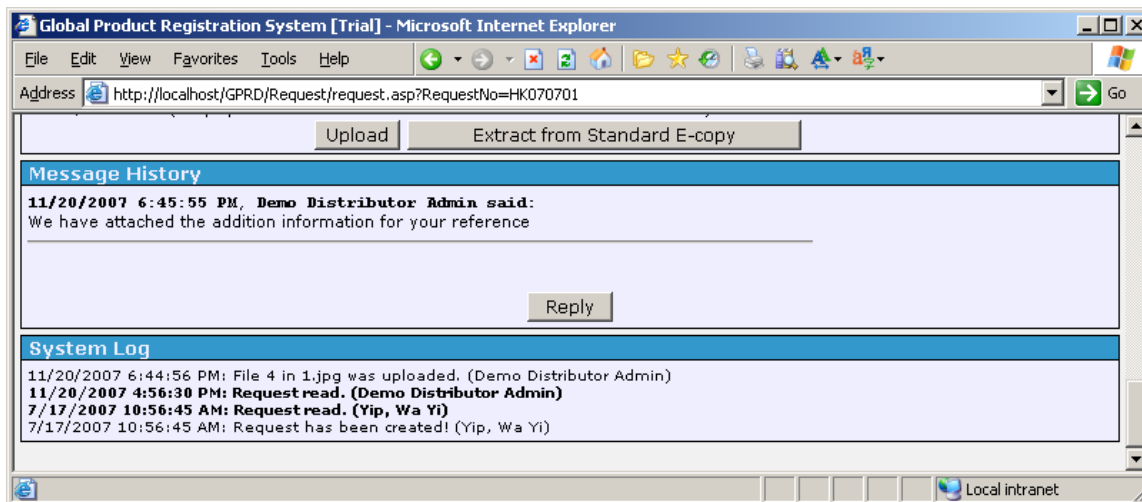 Global Product Registration System [Trial] - Microsoft Internet Explorer
File Edit View Favorites Tools Help
Address http://localhost/GPRD/Request/request.asp?RequestNo=HK070701 Go
Upload Extract from Standard E-copy
Message History
11/20/2007 6:45:55 PM, Demo Distributor Admin said:
We have attached the addition information for your reference
Reply
System Log
11/20/2007 6:44:56 PM: File 4 in 1.jpg was uploaded. (Demo Distributor Admin)
11/20/2007 4:56:30 PM: Request read. (Demo Distributor Admin)
7/17/2007 10:56:45 AM: Request read. (Yip, Wa Yi)
7/17/2007 10:56:45 AM: Request has been created! (Yip, Wa Yi)
Local intranet